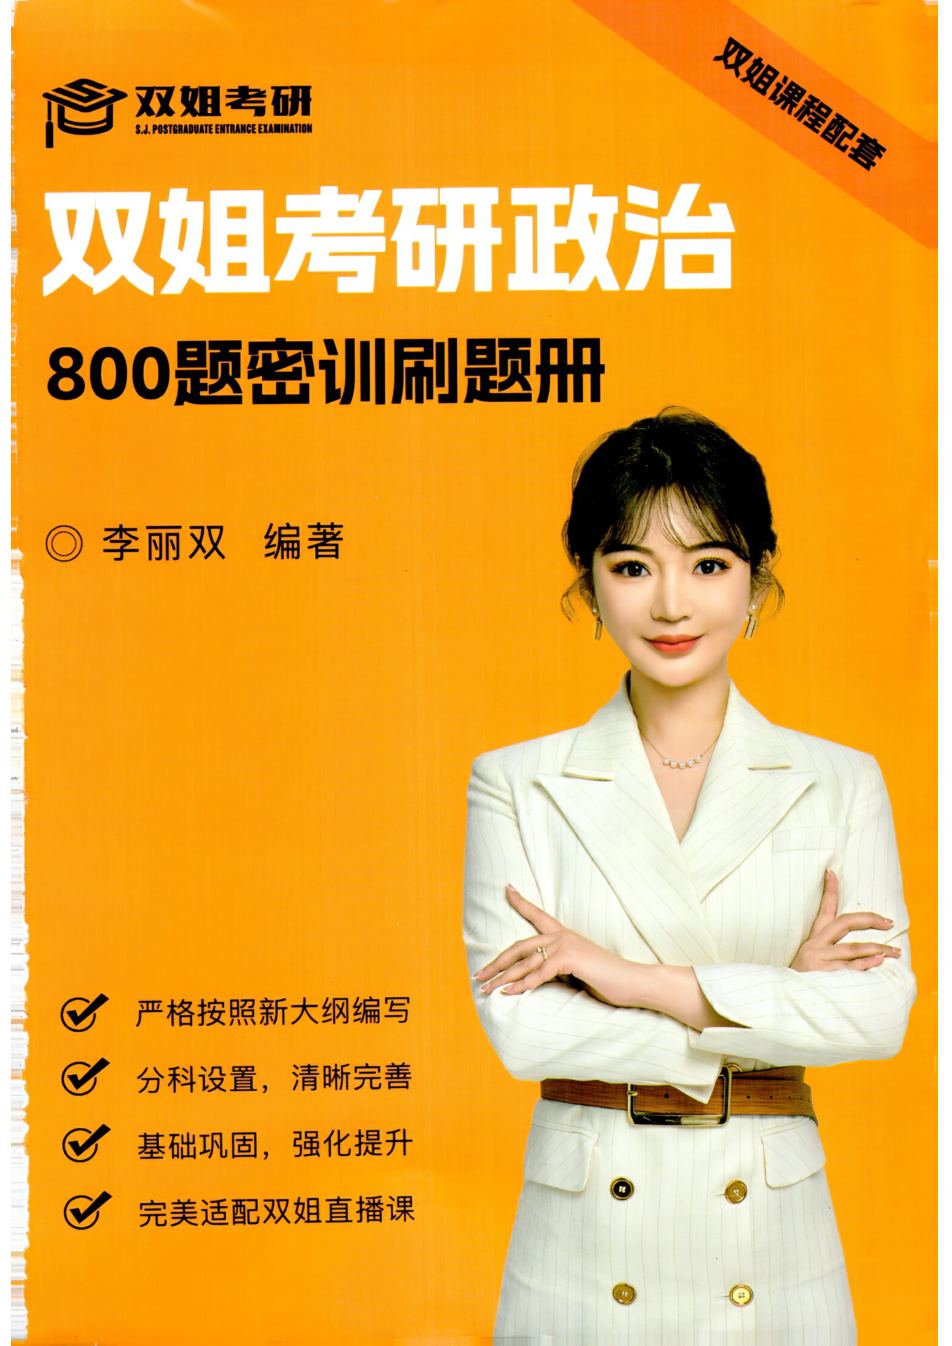 双姐课程配套
双姐考研
S.J. POSTGRADUATE ENTRANCE EXAMINATION
双姐考研政治
800题密训刷题册
李丽双 编著
严格按照新大纲编写
分科设置，清晰完善
基础巩固，强化提升
完美适配双姐直播课